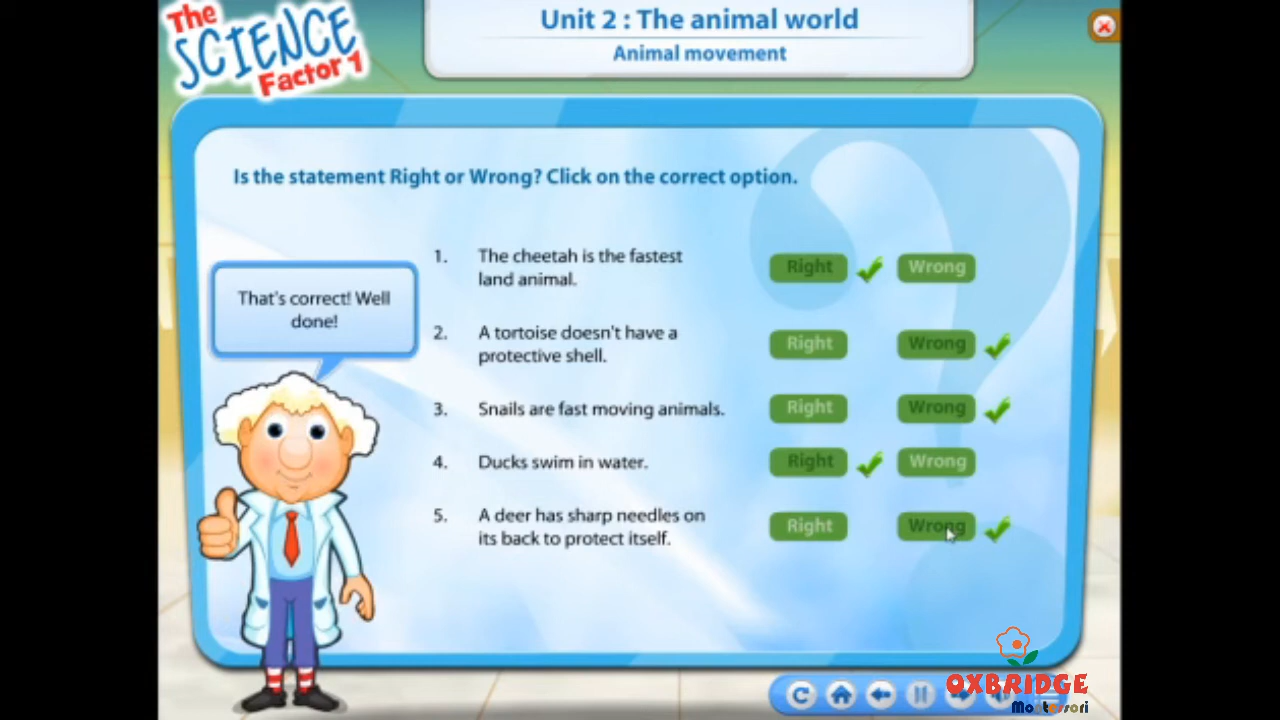 The
SCIENCE
Factor 1
Unit 2 : The animal world
Animal movement
Is the statement Right or Wrong? Click on the correct option.
That's correct! Well
done!
1. The cheetah is the fastest
land animal.
Right Wrong
2. A tortoise doesn't have a
protective shell.
Right Wrong
3. Snails are fast moving animals.
Right Wrong
4. Ducks swim in water.
Right Wrong
5. A deer has sharp needles on
its back to protect itself.
Right Wrong
OXBRIDGE